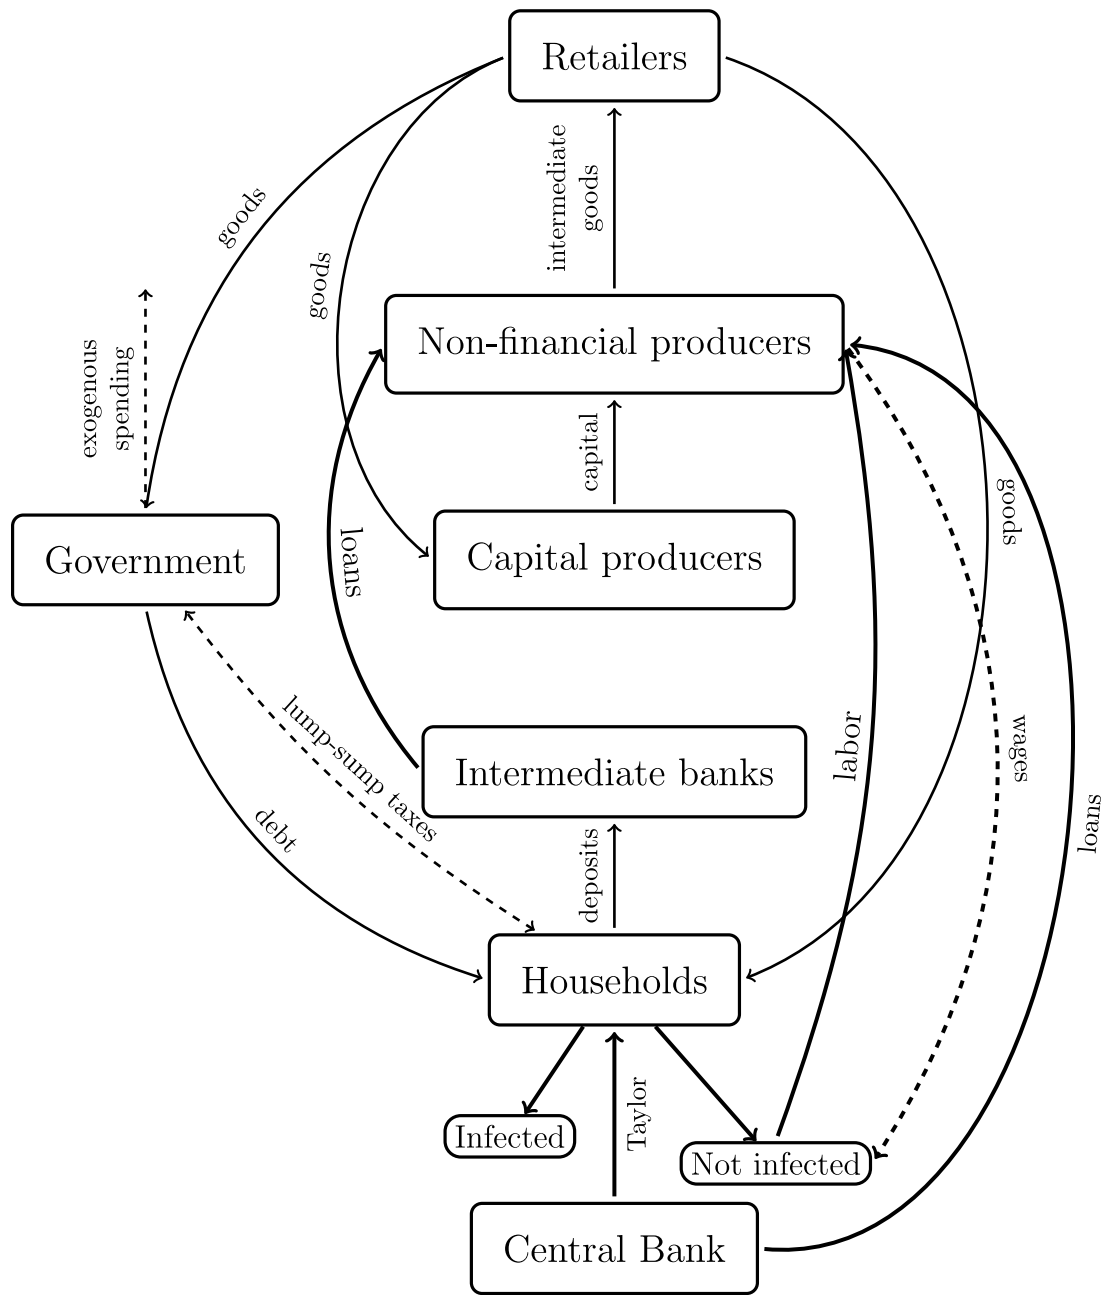 Retailers
intermediate
goods
goods
goods
Non-financial producers
exogenous
spending
capital
goods
Government
loans
Capital producers
lump-sump taxes
labor
wages
Intermediate banks
debt
deposits
loans
Households
Taylor
Infected
Not infected
Central Bank